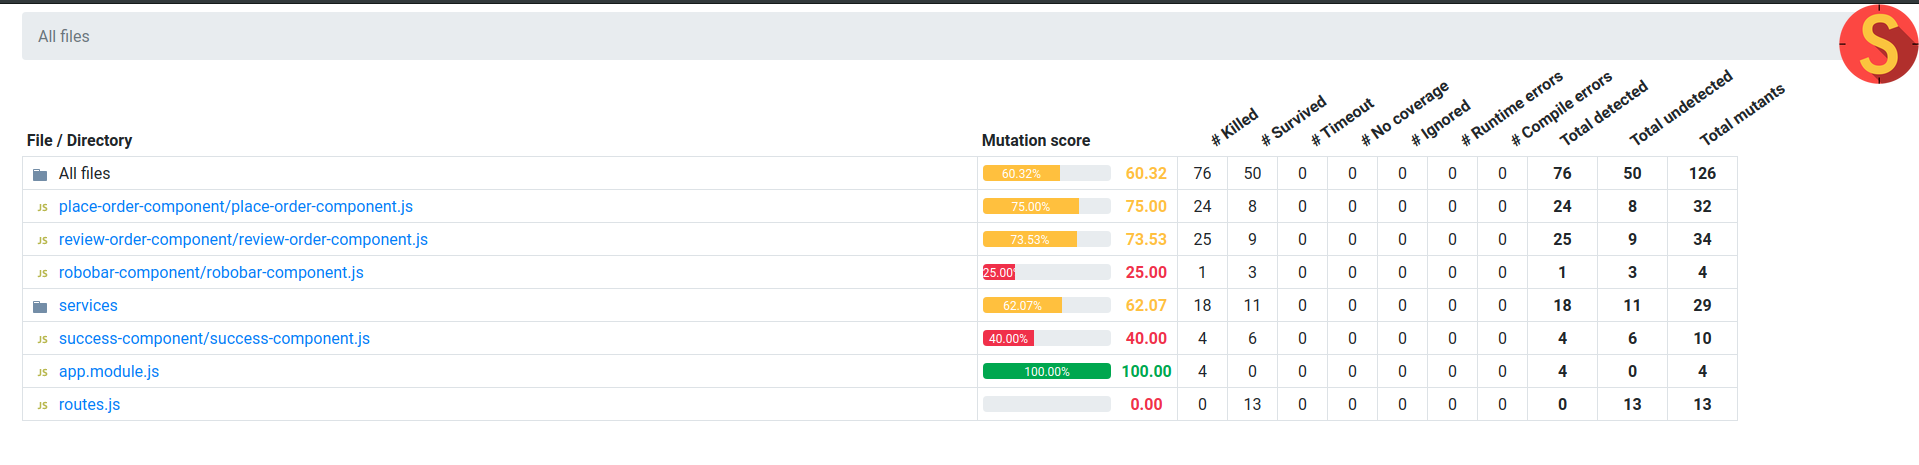 All files
S
File / Directory Mutation score # Killed # Survived # Timeout # No coverage # Ignored # Runtime errors # Compile errors Total detected Total undetected Total mutants
All files 60.32% 60.32 76 50 0 0 0 0 0 76 50 126
JS place-order-component/place-order-component.js 75.00% 75.00 24 8 0 0 0 0 0 24 8 32
JS review-order-component/review-order-component.js 73.53% 73.53 25 9 0 0 0 0 0 25 9 34
JS robobar-component/robobar-component.js 25.00% 25.00 1 3 0 0 0 0 0 1 3 4
services 62.07% 62.07 18 11 0 0 0 0 0 18 11 29
JS success-component/success-component.js 40.00% 40.00 4 6 0 0 0 0 0 4 6 10
JS app.module.js 100.00% 100.00 4 0 0 0 0 0 0 4 0 4
JS routes.js 0.00 0 13 0 0 0 0 0 0 13 13